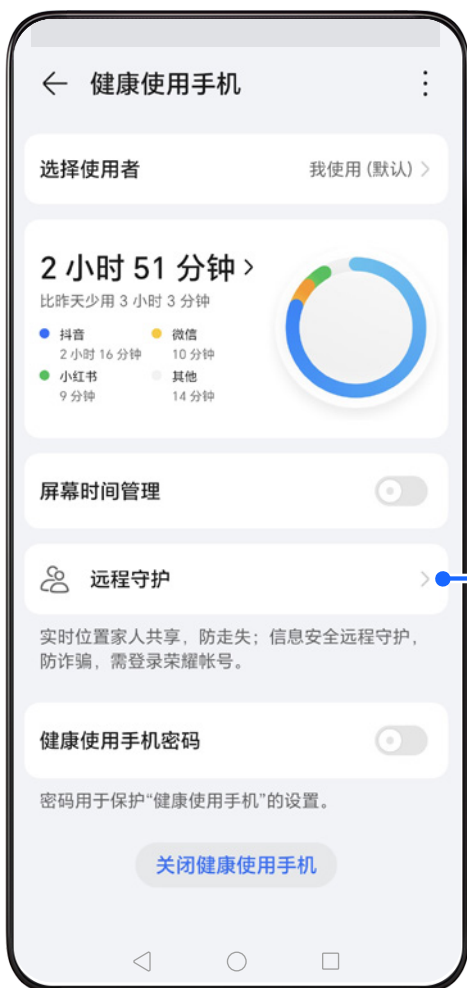 健康使用手机
选择使用者 我使用 (默认)
2 小时 51 分钟
比昨天少用 3 小时 3 分钟
抖音 微信
2 小时 16 分钟 10 分钟
小红书 其他
9 分钟 14 分钟
屏幕时间管理
远程守护
实时位置家人共享，防走失；信息安全远程守护，
防诈骗，需登录荣耀帐号。
健康使用手机密码
密码用于保护“健康使用手机”的设置。
关闭健康使用手机